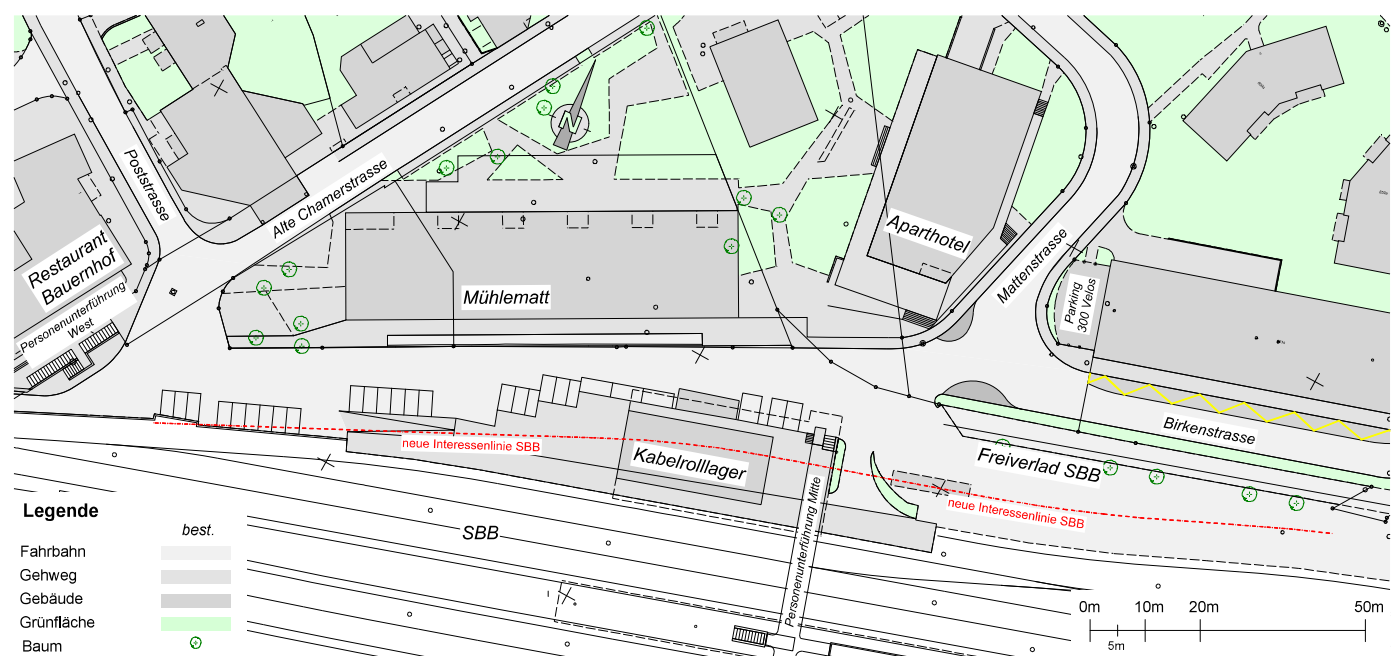 Poststrasse
Alte Chamerstrasse
N
Restaurant
Bauernhof
Personenunterführung
West
Mühlematt
Aparthotel
Mattenstrasse
Parking
300 Velos
Birkenstrasse
neue Interessenlinie SBB
Kabelrolllager
Freiverlad SBB
neue Interessenlinie SBB
Personenunterführung Mitte
SBB
Legende
best.
Fahrbahn
Gehweg
Gebäude
Grünfläche
Baum
0m 10m 20m 50m
5m